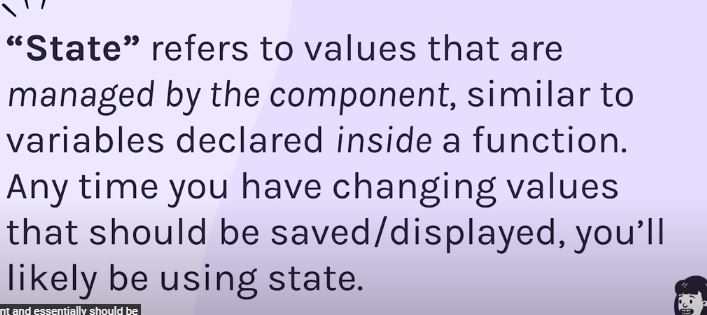 “State” refers to values that are
managed by the component, similar to
variables declared inside a function.
Any time you have changing values
that should be saved/displayed, you’ll
likely be using state.
nt and essentially should be